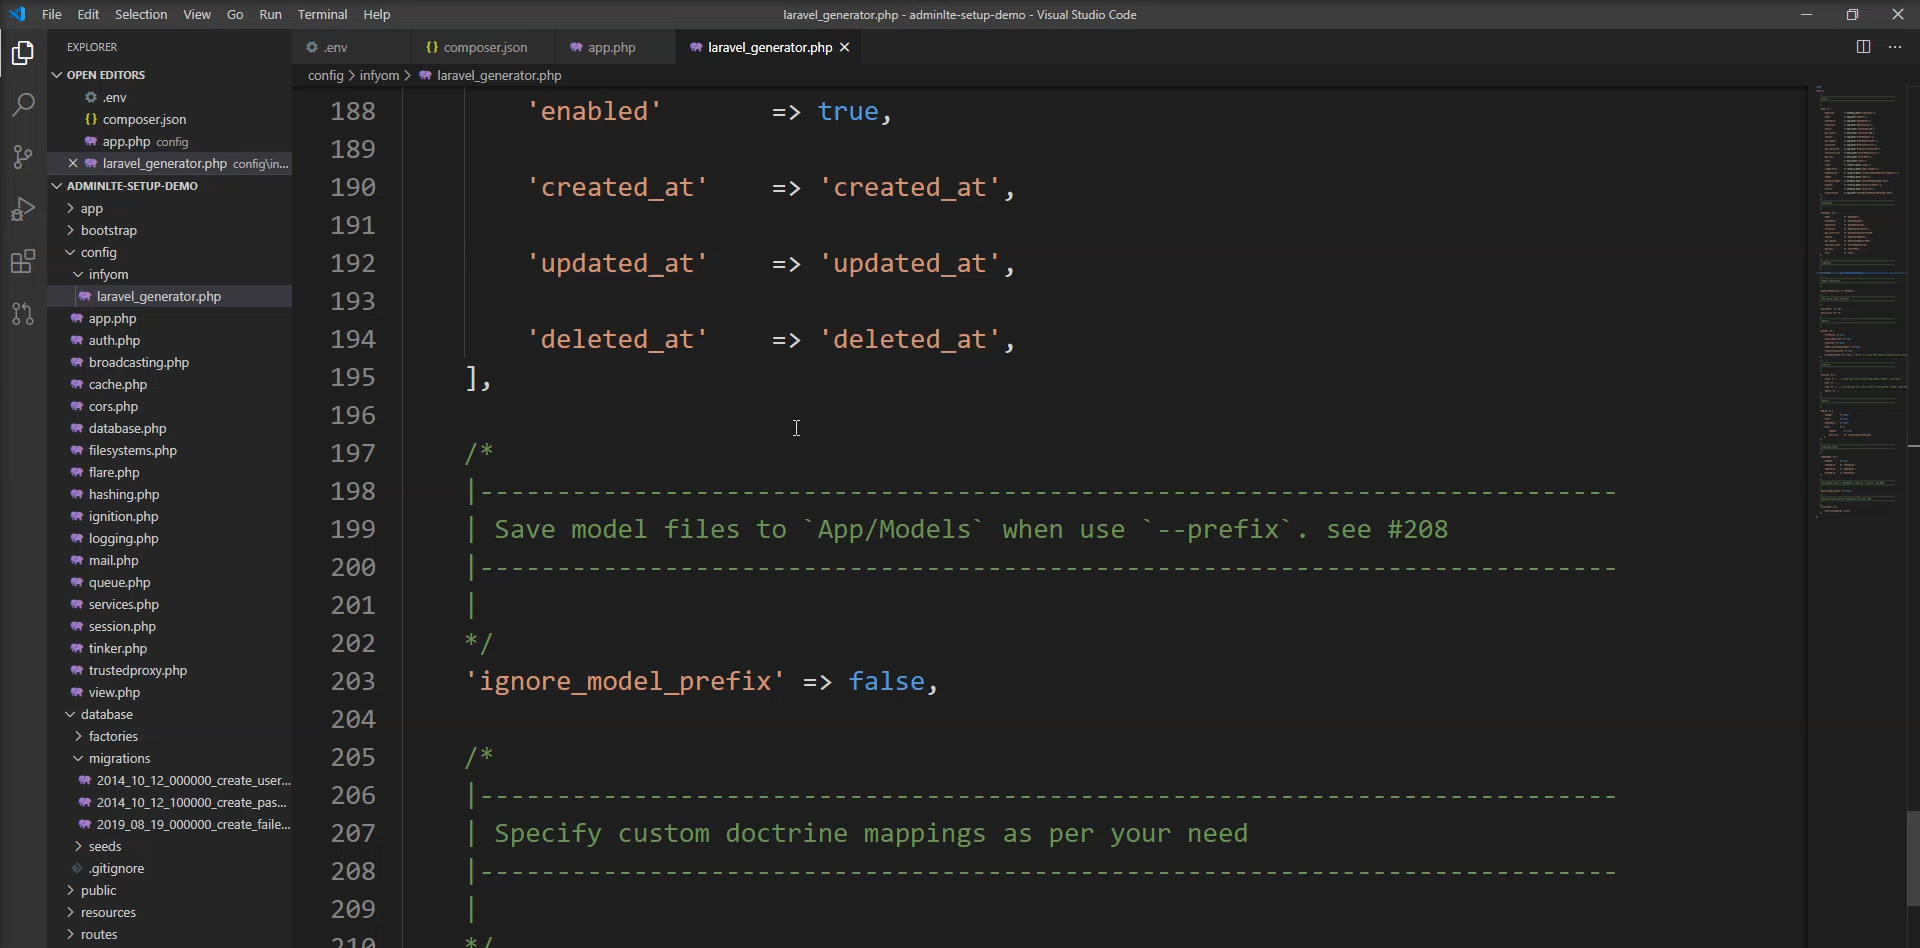 File Edit Selection View Go Run Terminal Help
laravel_generator.php - adminlte-setup-demo - Visual Studio Code
EXPLORER
OPEN EDITORS
.env
{} composer.json
app.php config
laravel_generator.php config\in...
ADMINLTE-SETUP-DEMO
app
bootstrap
config
infyom
laravel_generator.php
app.php
auth.php
broadcasting.php
cache.php
cors.php
database.php
filesystems.php
flare.php
hashing.php
ignition.php
logging.php
mail.php
queue.php
services.php
session.php
tinker.php
trustedproxy.php
view.php
database
factories
migrations
2014_10_12_000000_create_user...
2014_10_12_100000_create_pas...
2019_08_19_000000_create_faile...
seeds
.gitignore
public
resources
routes
.env {} composer.json app.php laravel_generator.php
config > infyom > laravel_generator.php
188 'enabled' => true,
189
190 'created_at' => 'created_at',
191
192 'updated_at' => 'updated_at',
193
194 'deleted_at' => 'deleted_at',
195 ],
196
197 /*
198 |--------------------------------------------------------------------------
199 | Save model files to `App/Models` when use `--prefix`. see #208
200 |--------------------------------------------------------------------------
201 |
202 */
203 'ignore_model_prefix' => false,
204
205 /*
206 |--------------------------------------------------------------------------
207 | Specify custom doctrine mappings as per your need
208 |--------------------------------------------------------------------------
209 |
210 */